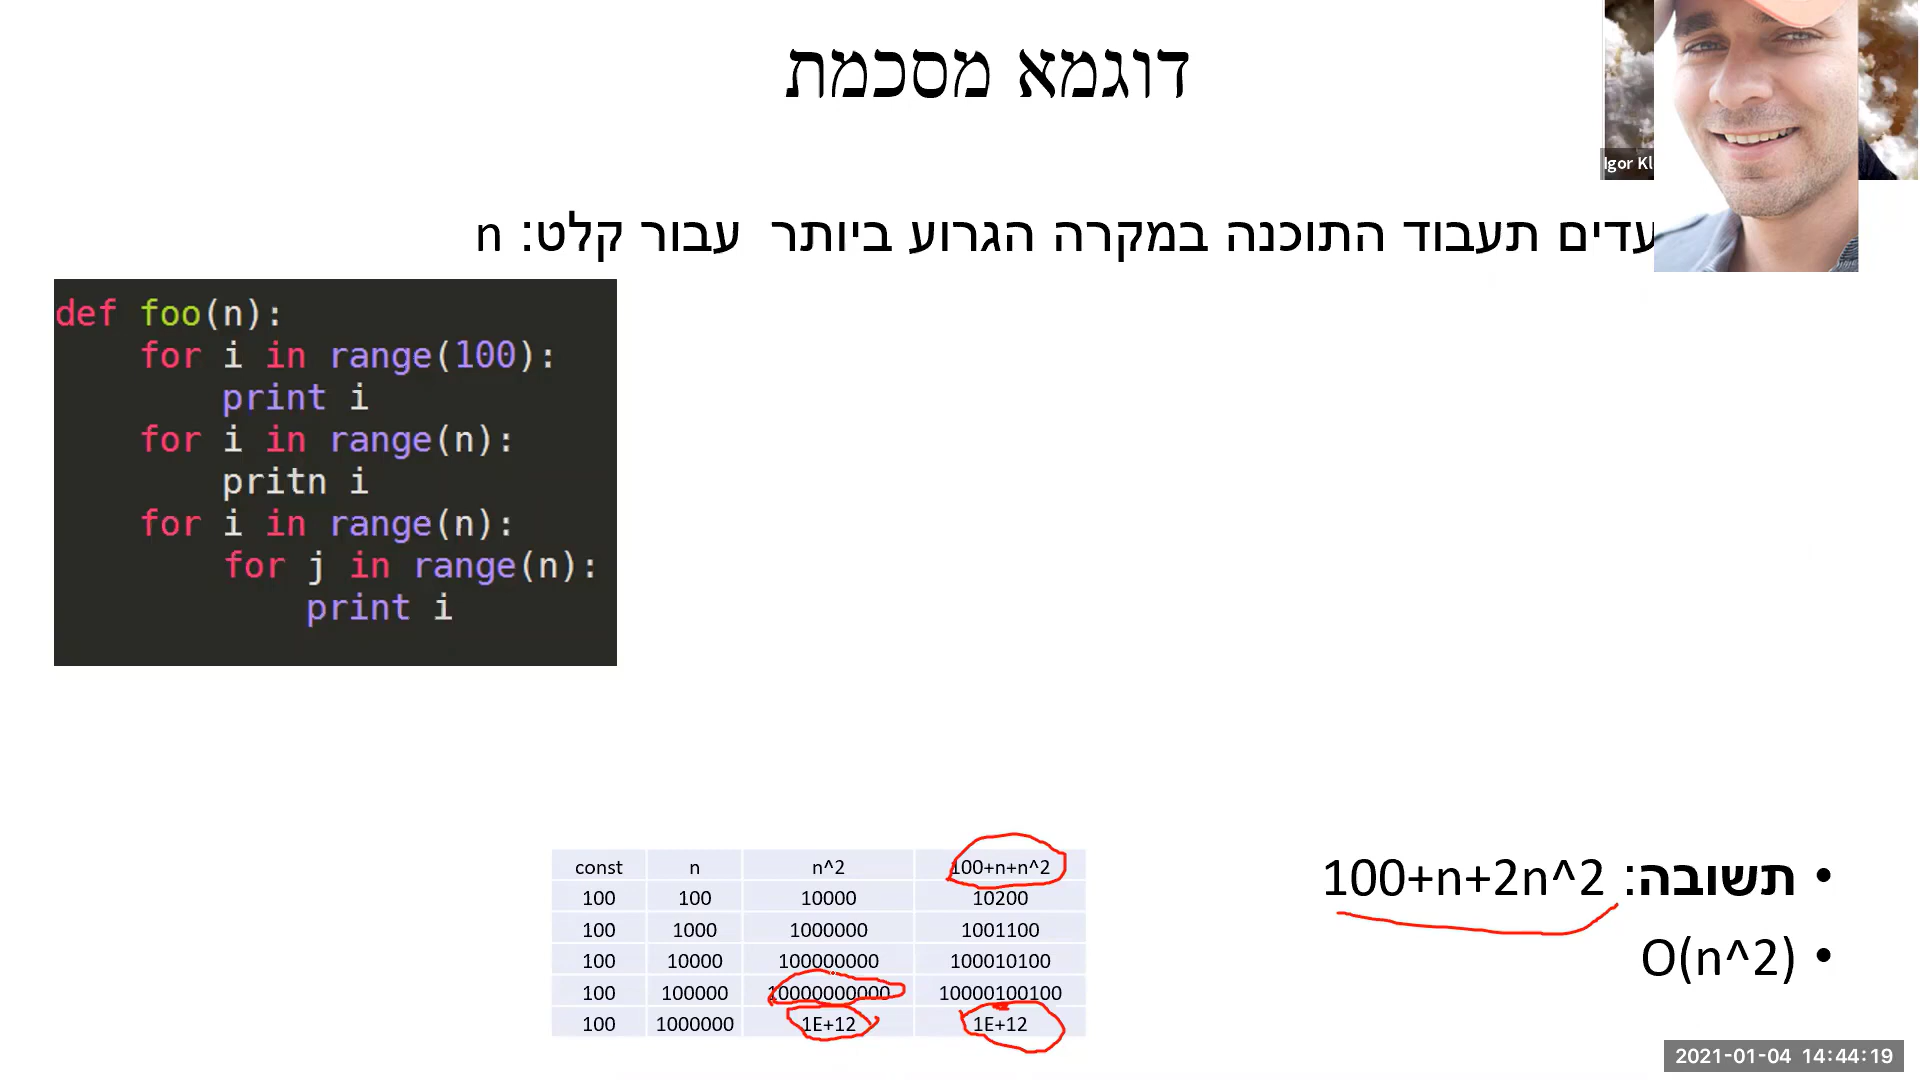 דוגמא מסכמת
Igor Kl
עדים תעבוד התוכנה במקרה הגרוע ביותר עבור קלט: n
def foo(n):
    for i in range(100):
        print i
    for i in range(n):
        pritn i
    for i in range(n):
        for j in range(n):
            print i
const n n^2 100+n+n^2
100 100 10000 10200
100 1000 1000000 1001100
100 10000 100000000 100010100
100 100000 10000000000 10000100100
100 1000000 1E+12 1E+12
• תשובה: 100+n+2n^2
• O(n^2)
2021-01-04 14:44:19